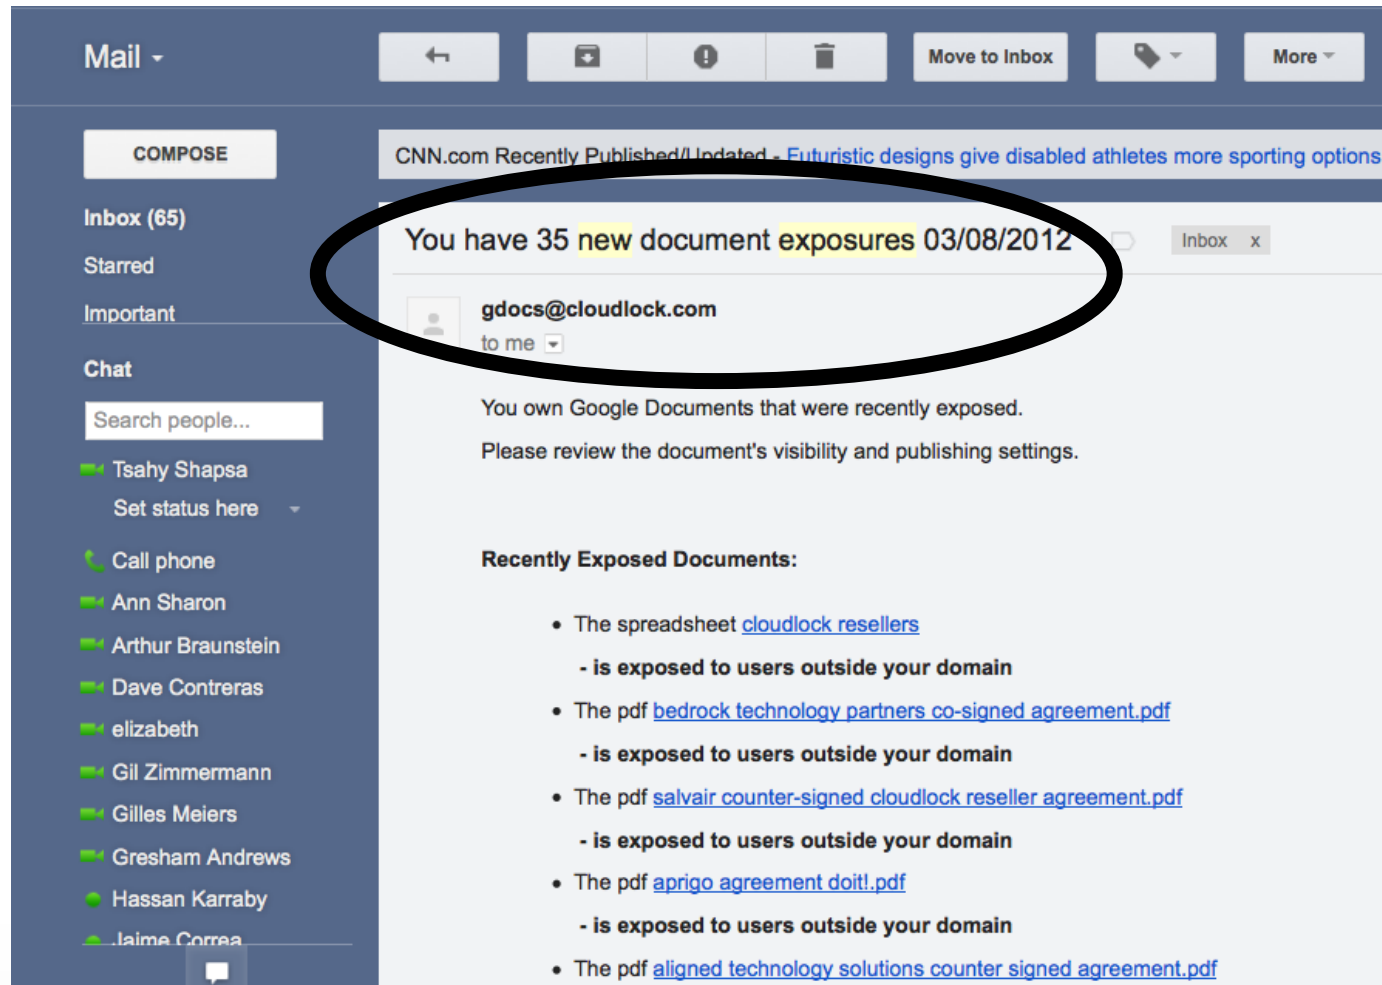 Mail
Move to Inbox
More
COMPOSE
CNN.com Recently Published/Updated - Futuristic designs give disabled athletes more sporting options
Inbox (65)
Starred
Important
Chat
Search people...
Tsahy Shapsa
Set status here
Call phone
Ann Sharon
Arthur Braunstein
Dave Contreras
elizabeth
Gil Zimmermann
Gilles Meiers
Gresham Andrews
Hassan Karraby
Jaime Correa
You have 35 new document exposures 03/08/2012
Inbox x
gdocs@cloudlock.com
to me
You own Google Documents that were recently exposed.
Please review the document's visibility and publishing settings.
Recently Exposed Documents:
• The spreadsheet cloudlock resellers
- is exposed to users outside your domain
• The pdf bedrock technology partners co-signed agreement.pdf
- is exposed to users outside your domain
• The pdf salvair counter-signed cloudlock reseller agreement.pdf
- is exposed to users outside your domain
• The pdf aprigo agreement doit!.pdf
- is exposed to users outside your domain
• The pdf aligned technology solutions counter signed agreement.pdf